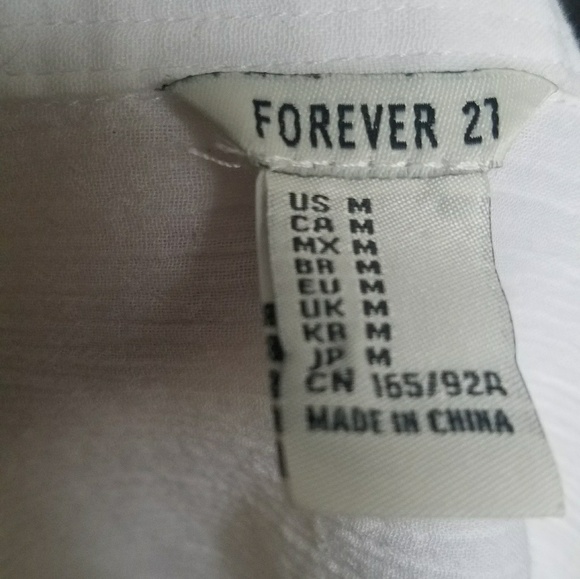 FOREVER 21
US M
CA M
MX M
BR M
EU M
UK M
KR M
JP M
CN 165/92A
MADE IN CHINA